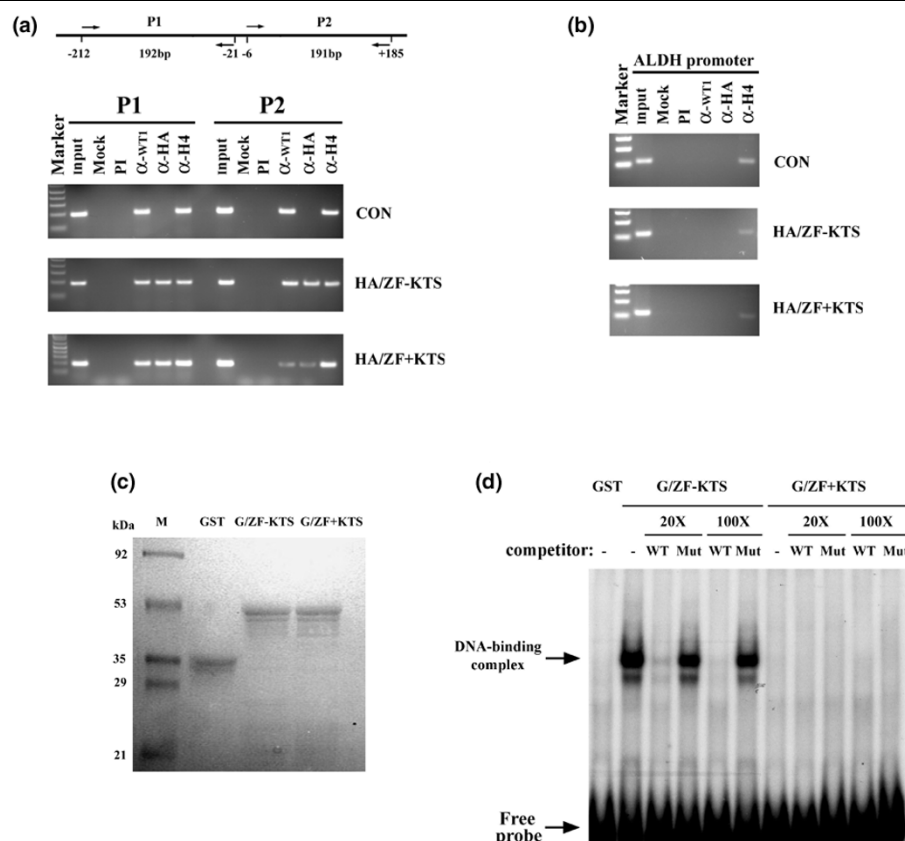 (a)
P1 P2
-212 192bp -21 -6 191bp +185
P1 P2
Marker Input Mock PI α-WT1 α-HA α-H4 Input Mock PI α-WT1 α-HA α-H4
CON
HA/ZF-KTS
HA/ZF+KTS
(b)
ALDH promoter
Marker Input Mock PI α-WT1 α-HA α-H4
CON
HA/ZF-KTS
HA/ZF+KTS
(c)
kDa M GST G/ZF-KTS G/ZF+KTS
92
53
35
29
21
(d)
GST G/ZF-KTS G/ZF+KTS
20X 100X 20X 100X
competitor: - - WT Mut WT Mut - WT Mut WT Mut
DNA-binding
complex
Free
probe